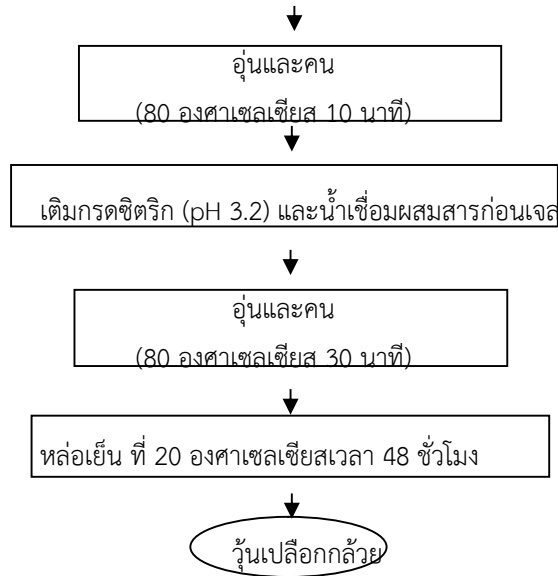 อุ่นและคน
(80 องศาเซลเซียส 10 นาที)
เติมกรดซิตริก (pH 3.2) และน้ำเชื่อมผสมสารก่อนเจส
อุ่นและคน
(80 องศาเซลเซียส 30 นาที)
หล่อเย็น ที่ 20 องศาเซลเซียสเวลา 48 ชั่วโมง
วุ้นเปลือกกล้วย